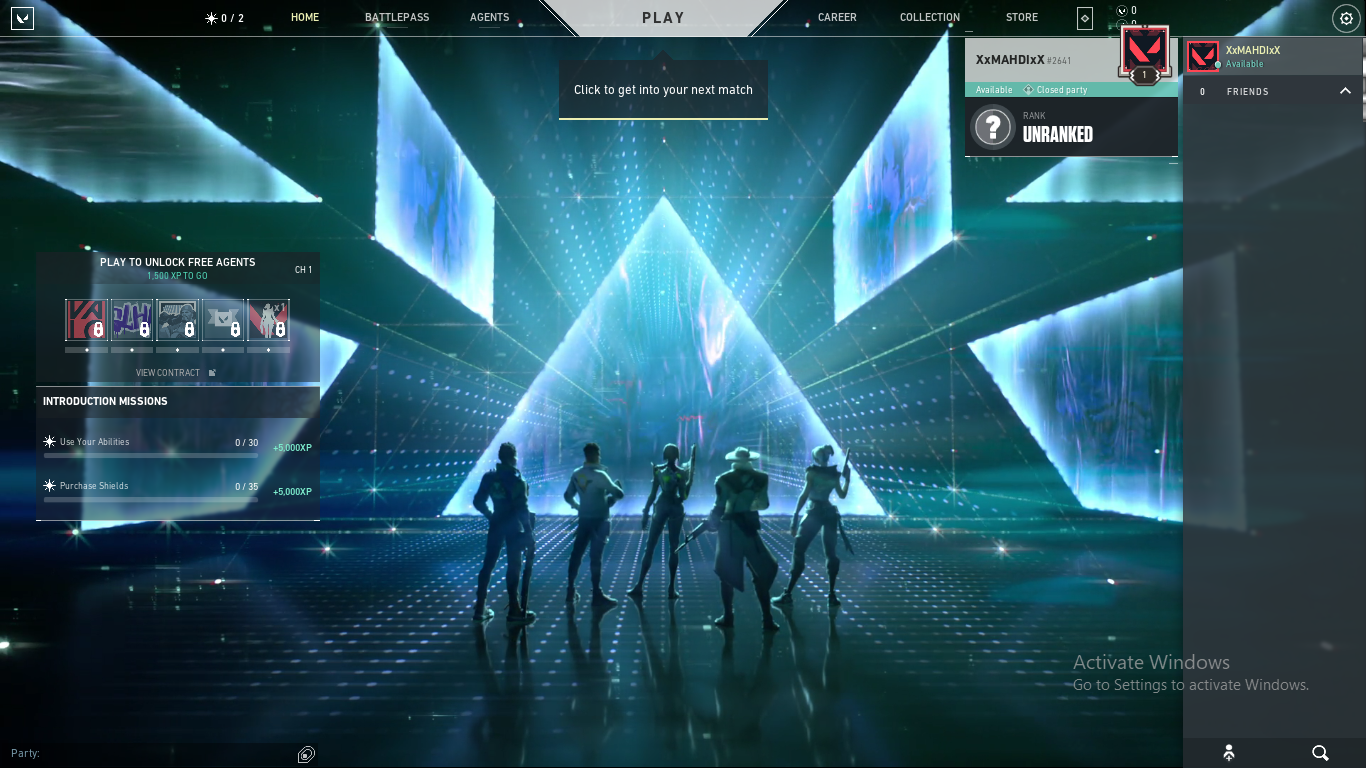 0 / 2
HOME
BATTLEPASS
AGENTS
PLAY
CAREER
COLLECTION
STORE
0
Click to get into your next match
XxMAHDIxX #2641
1
Available
Closed party
RANK
UNRANKED
XxMAHDIxX
Available
0 FRIENDS
PLAY TO UNLOCK FREE AGENTS
1,500 XP TO GO
CH 1
x1
VIEW CONTRACT
INTRODUCTION MISSIONS
Use Your Abilities 0 / 30 +5,000XP
Purchase Shields 0 / 35 +5,000XP
Activate Windows
Go to Settings to activate Windows.
Party: